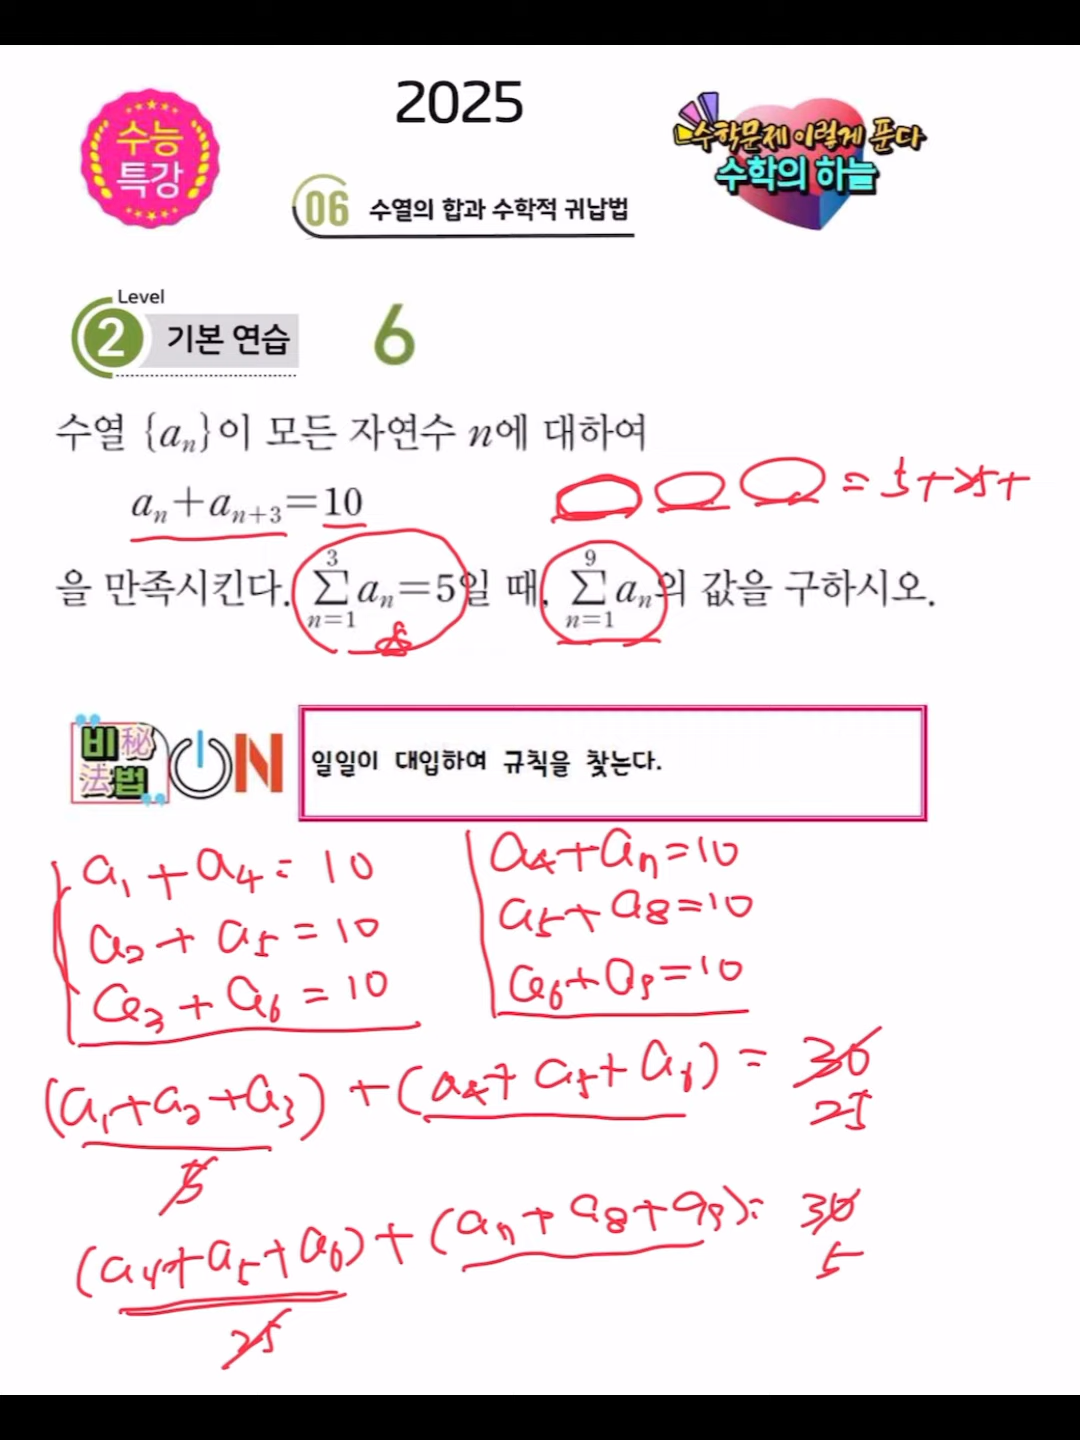 2025
수능
특강
수학문제 이렇게 푼다
수학의 하늘
06 수열의 합과 수학적 귀납법
Level
2 기본 연습 6
수열 {aₙ}이 모든 자연수 n에 대하여
aₙ+aₙ₊₃=10
= 5+25+
을 만족시킨다. ∑ₙ₌₁³ aₙ=5일 때, ∑ₙ₌₁⁹ aₙ의 값을 구하시오.
비秘
法법
ON
일일이 대입하여 규칙을 찾는다.
a₁+a₄=10
a₂+a₅=10
a₃+a₆=10
a₄+a₇=10
a₅+a₈=10
a₆+a₉=10
(a₁+a₂+a₃)+(a₄+a₅+a₆)=30
5
25
(a₄+a₅+a₆)+(a₇+a₈+a₉)=30
25
5